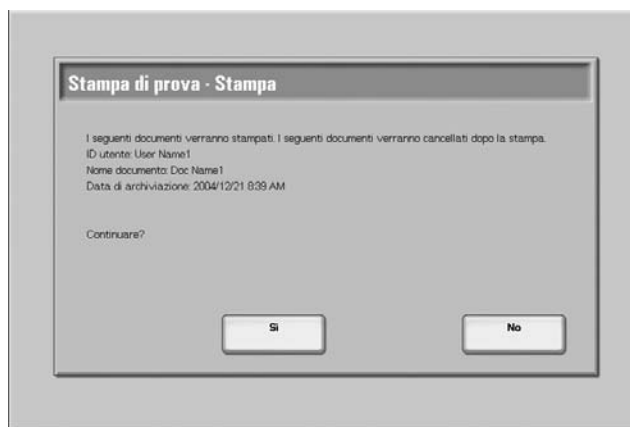 Stampa di prova - Stampa
I seguenti documenti verranno stampati. I seguenti documenti verranno cancellati dopo la stampa.
ID utente: User Name1
Nome documento: Doc Name1
Data di archiviazione: 2004/12/21 8:39 AM
Continuare?
Sì
No